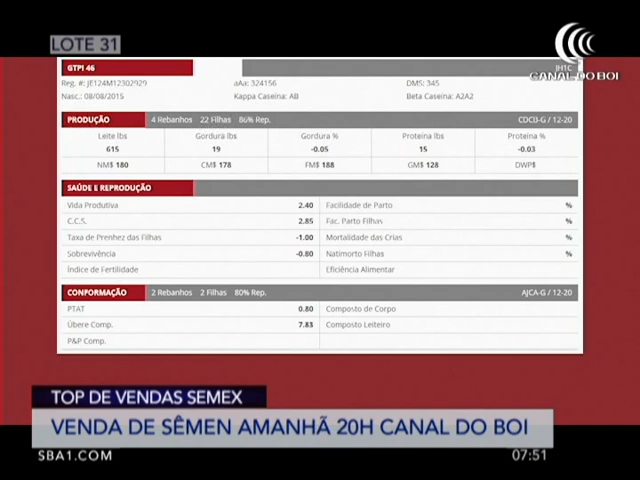 LOTE 31
IHTC
CANAL DO BOI
GTPI 46
Reg. #: JE124M12302929 aAa: 324156 DMS: 345
Nasc.: 08/08/2015 Kappa Caseina: AB Beta Caseina: A2A2
PRODUÇÃO 4 Rebanhos 22 Filhas 86% Rep. CDCB-G / 12-20
Leite lbs Gordura lbs Gordura % Proteína lbs Proteína %
615 19 -0.05 15 -0.03
NM$ 180 CM$ 178 FM$ 188 GM$ 128 DWP$
SAÚDE E REPRODUÇÃO
Vida Produtiva 2.40 Facilidade de Parto %
C.C.S. 2.85 Fac. Parto Filhas %
Taxa de Prenhez das Filhas -1.00 Mortalidade das Crias %
Sobrevivência -0.80 Natimorto Filhas %
Índice de Fertilidade Eficiência Alimentar
CONFORMAÇÃO 2 Rebanhos 2 Filhas 80% Rep. AJCA-G / 12-20
PTAT 0.80 Composto de Corpo
Úbere Comp. 7.83 Composto Leiteiro
P&P Comp.
TOP DE VENDAS SEMEX
VENDA DE SÊMEN AMANHÃ 20H CANAL DO BOI
SBA1.COM 07:51